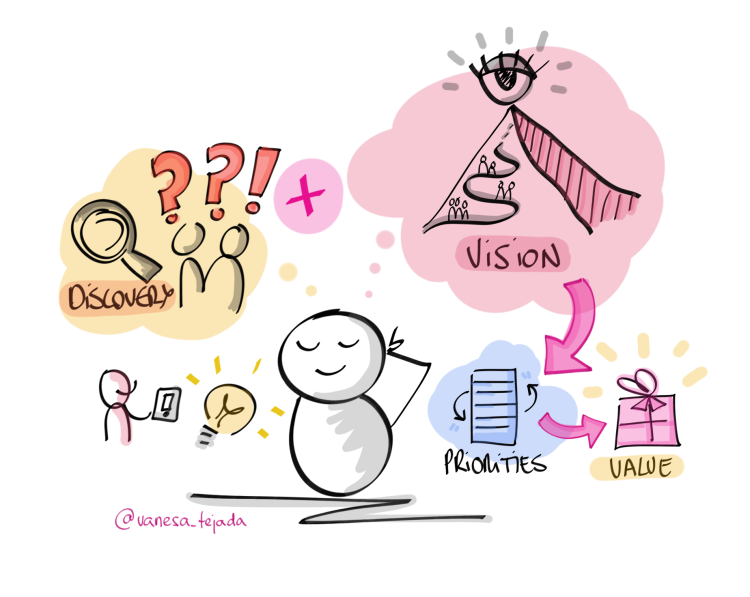 ??!
+
DISCOVERY
VISION
PRIORITIES
VALUE
@vanesa_tejada